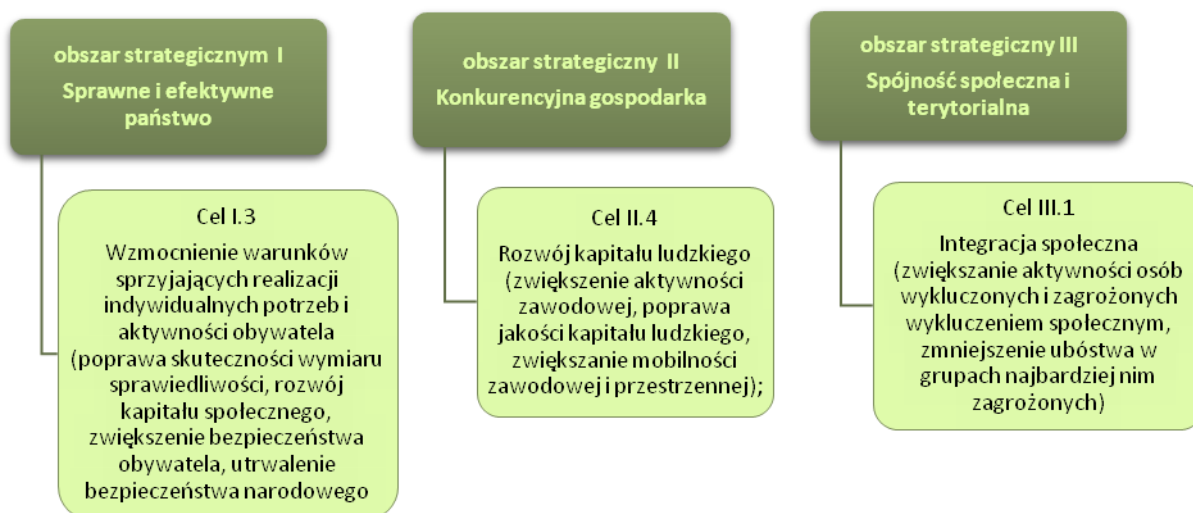 obszar strategicznym I
Sprawne i efektywne
państwo
Cel I.3
Wzmocnienie warunków
sprzyjających realizacji
indywidualnych potrzeb i
aktywności obywatela
(poprawa skuteczności wymiaru
sprawiedliwości, rozwój
kapitału społecznego,
zwiększenie bezpieczeństwa
obywatela, utrwalenie
bezpieczeństwa narodowego
obszar strategiczny II
Konkurencyjna gospodarka
Cel II.4
Rozwój kapitału ludzkiego
(zwiększenie aktywności
zawodowej, poprawa
jakości kapitału ludzkiego,
zwiększanie mobilności
zawodowej i przestrzennej);
obszar strategiczny III
Spójność społeczna i
terytorialna
Cel III.1
Integracja społeczna
(zwiększanie aktywności osób
wykluczonych i zagrożonych
wykluczeniem społecznym,
zmniejszenie ubóstwa w
grupach najbardziej nim
zagrożonych)